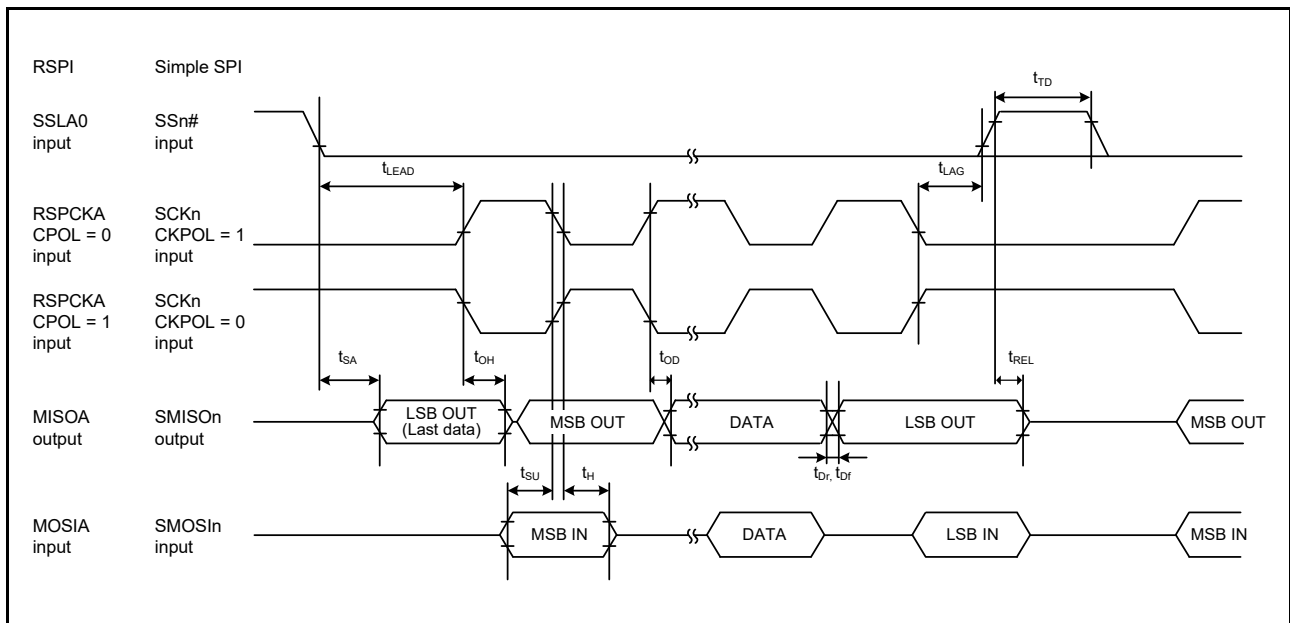 RSPI Simple SPI
tTD
SSLA0 SSn#
input input
tLEAD tLAG
RSPCKA SCKn
CPOL = 0 CKPOL = 1
input input
RSPCKA SCKn
CPOL = 1 CKPOL = 0
input input
tSA tOH tOD tREL
MISOA SMISOn
output output
LSB OUT
(Last data)
MSB OUT DATA LSB OUT MSB OUT
tSU tH tDr, tDf
MOSIA SMOSIn
input input
MSB IN DATA LSB IN MSB IN